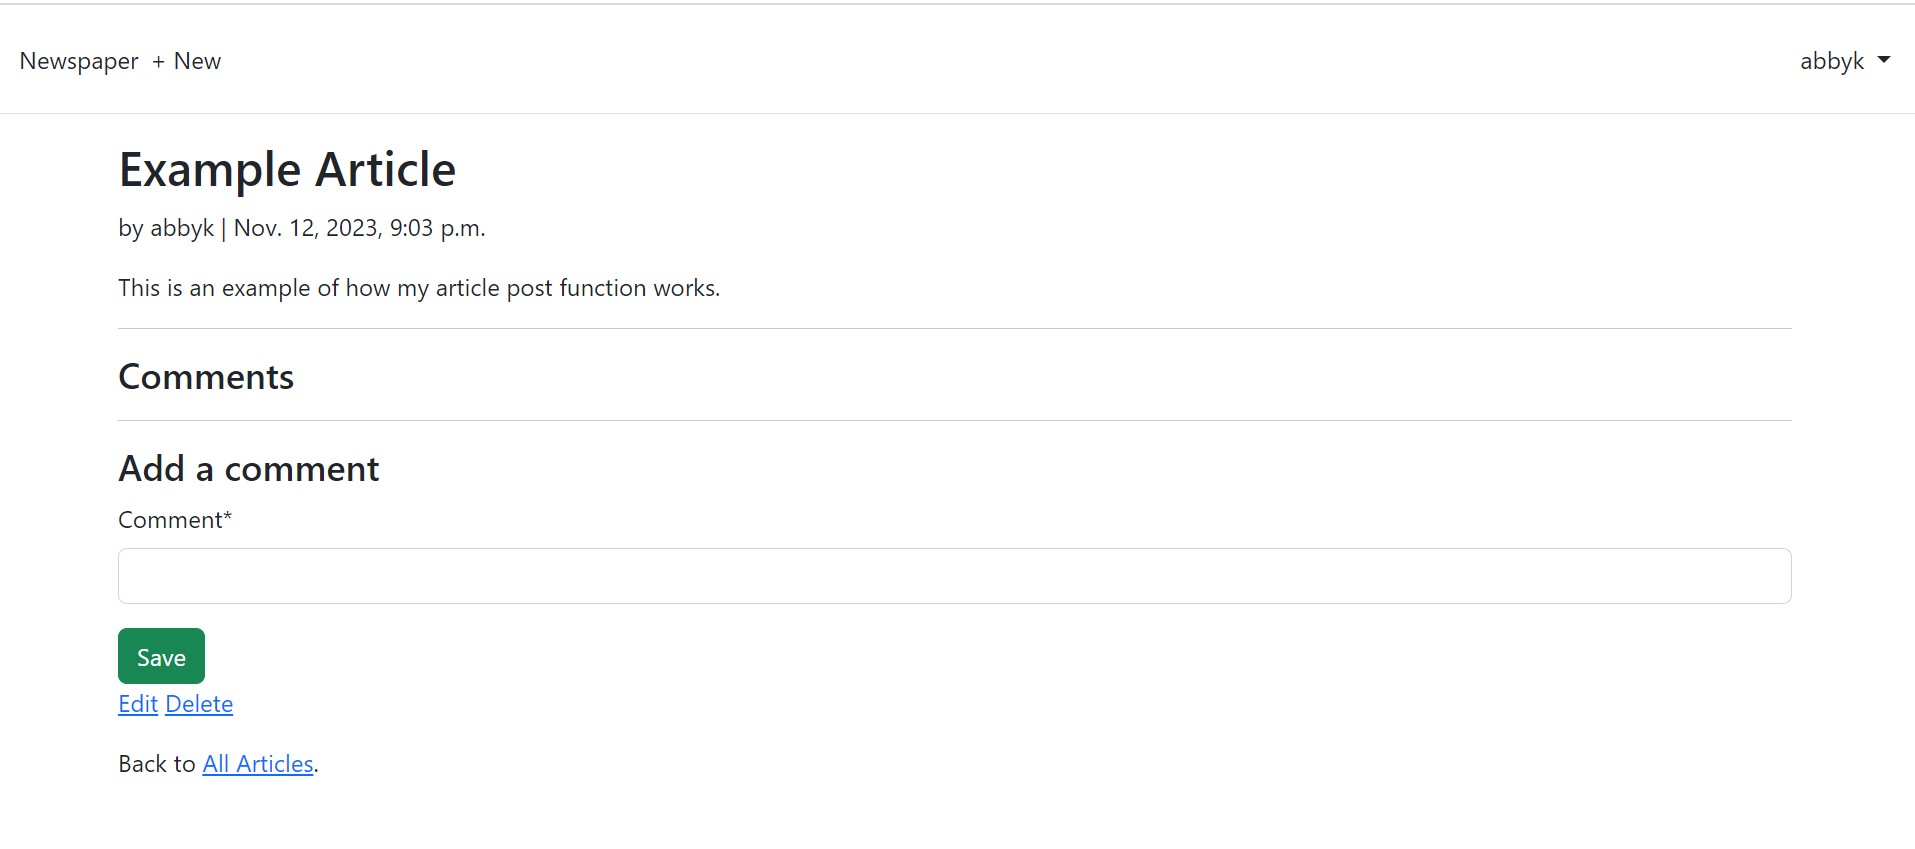 Newspaper + New abbyk
Example Article
by abbyk | Nov. 12, 2023, 9:03 p.m.
This is an example of how my article post function works.
Comments
Add a comment
Comment*
Save
Edit Delete
Back to All Articles.